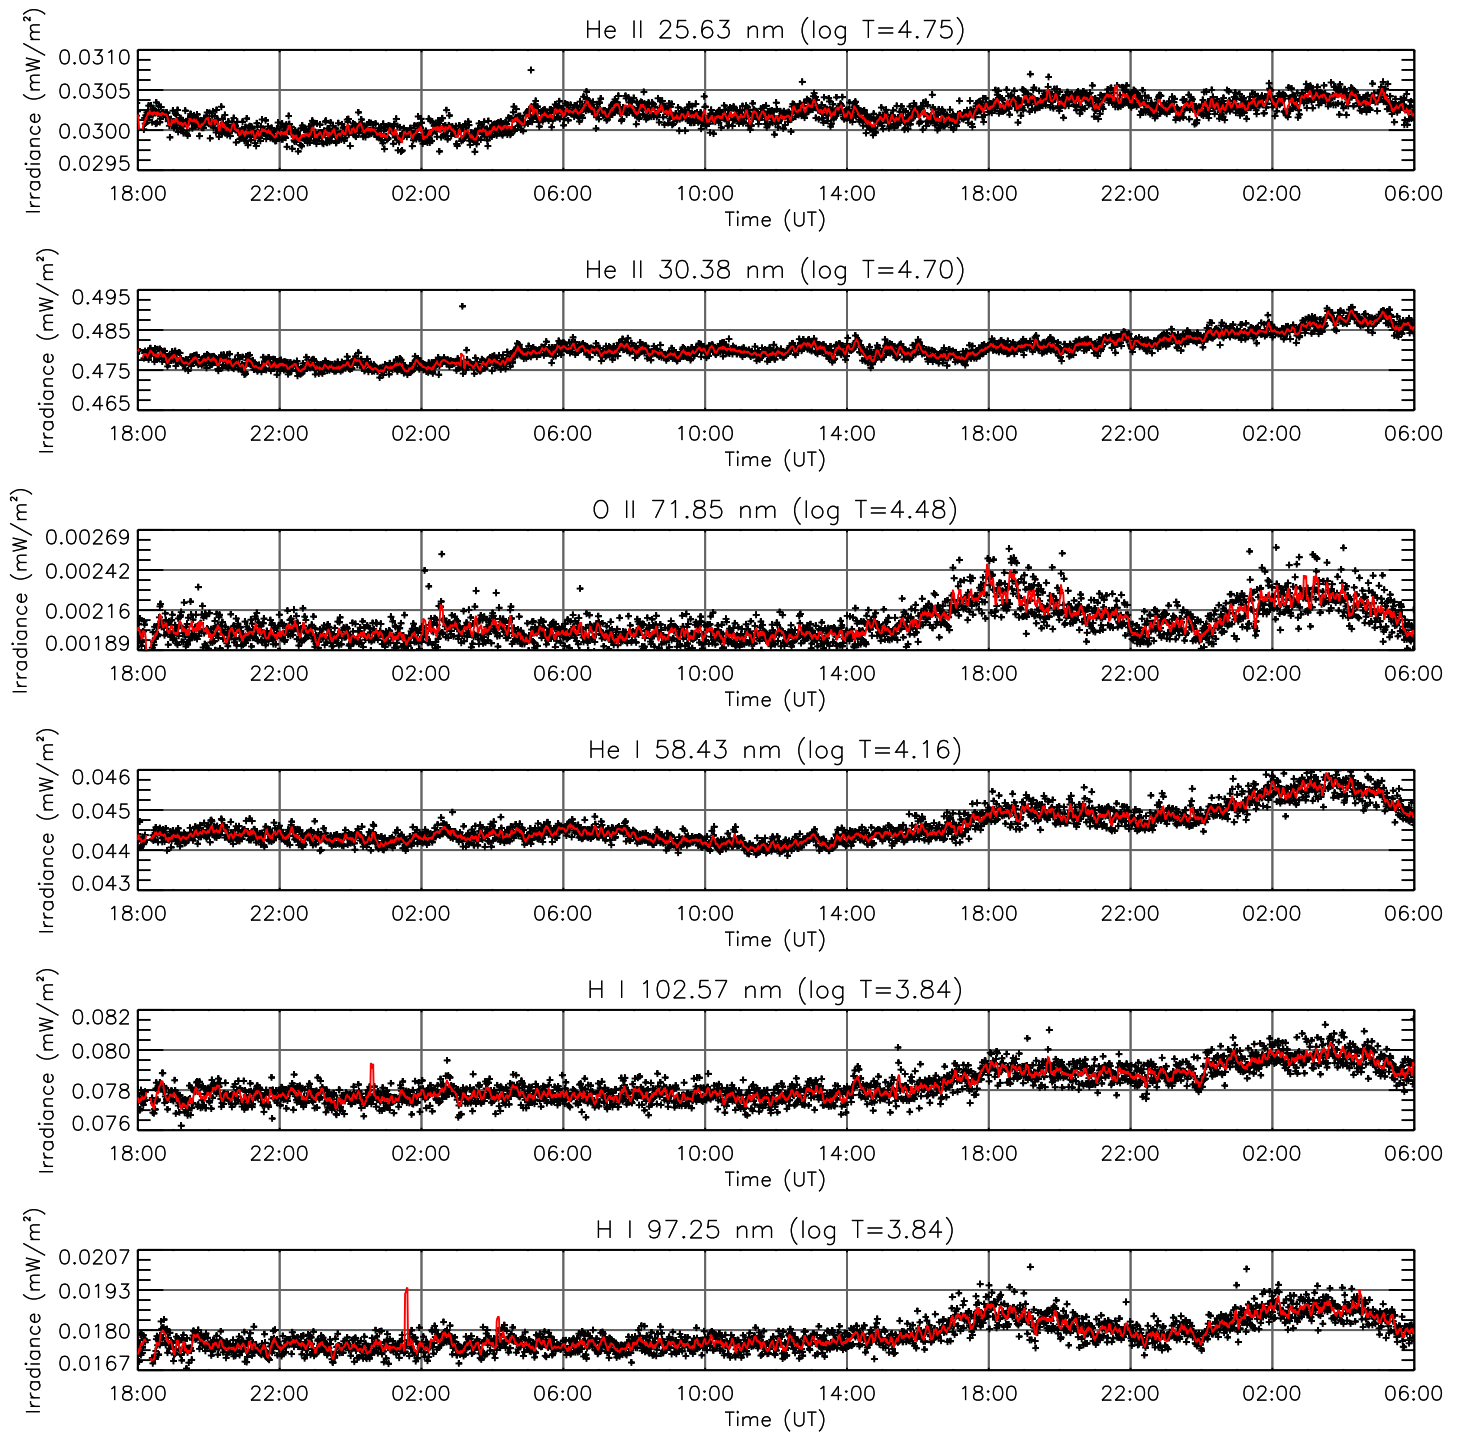 He II 25.63 nm (log T=4.75)
Irradiance (mW/m²)
0.0310
0.0305
0.0300
0.0295
18:00 22:00 02:00 06:00 10:00 14:00 18:00 22:00 02:00 06:00
Time (UT)
He II 30.38 nm (log T=4.70)
Irradiance (mW/m²)
0.495
0.485
0.475
0.465
18:00 22:00 02:00 06:00 10:00 14:00 18:00 22:00 02:00 06:00
Time (UT)
O II 71.85 nm (log T=4.48)
Irradiance (mW/m²)
0.00269
0.00242
0.00216
0.00189
18:00 22:00 02:00 06:00 10:00 14:00 18:00 22:00 02:00 06:00
Time (UT)
He I 58.43 nm (log T=4.16)
Irradiance (mW/m²)
0.046
0.045
0.044
0.043
18:00 22:00 02:00 06:00 10:00 14:00 18:00 22:00 02:00 06:00
Time (UT)
H I 102.57 nm (log T=3.84)
Irradiance (mW/m²)
0.082
0.080
0.078
0.076
18:00 22:00 02:00 06:00 10:00 14:00 18:00 22:00 02:00 06:00
Time (UT)
H I 97.25 nm (log T=3.84)
Irradiance (mW/m²)
0.0207
0.0193
0.0180
0.0167
18:00 22:00 02:00 06:00 10:00 14:00 18:00 22:00 02:00 06:00
Time (UT)